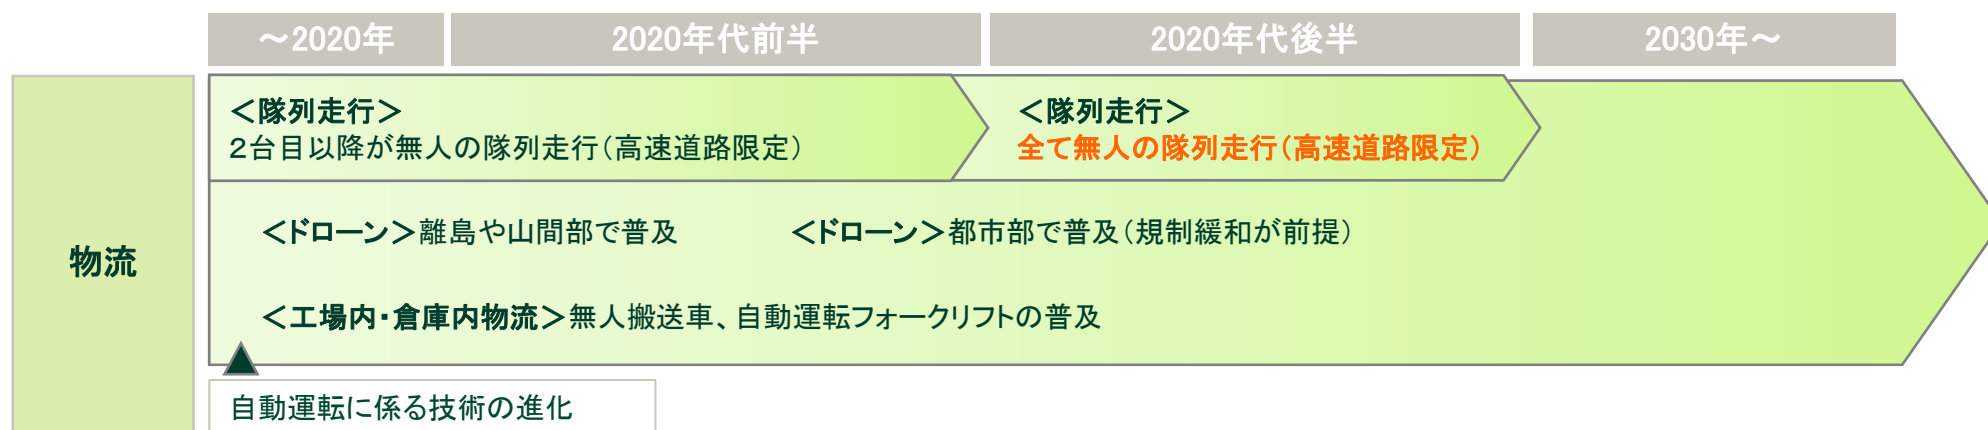 ～2020年
2020年代前半
2020年代後半
2030年～
物流
＜隊列走行＞
２台目以降が無人の隊列走行（高速道路限定）
＜隊列走行＞
全て無人の隊列走行（高速道路限定）
＜ドローン＞離島や山間部で普及
＜ドローン＞都市部で普及（規制緩和が前提）
＜工場内・倉庫内物流＞無人搬送車、自動運転フォークリフトの普及
自動運転に係る技術の進化